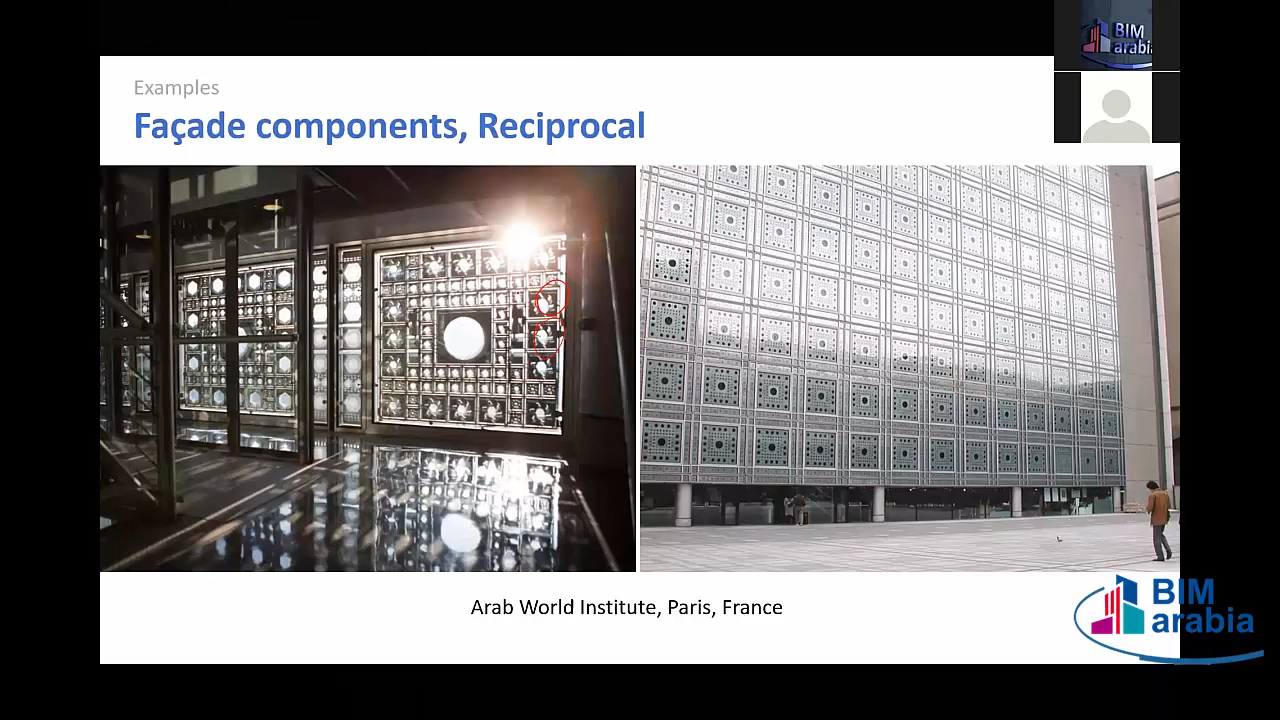 BIM
arabia
Examples
Façade components, Reciprocal
Arab World Institute, Paris, France
BIM
arabia